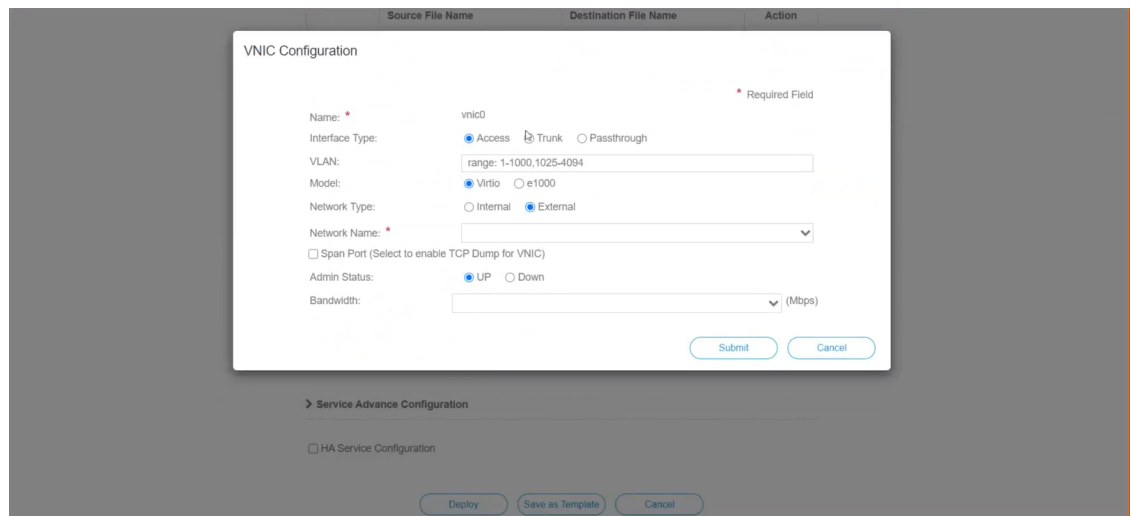 Source File Name Destination File Name Action
VNIC Configuration
* Required Field
Name: * vnic0
Interface Type: Access Trunk Passthrough
VLAN: range: 1-1000,1025-4094
Model: Virtio e1000
Network Type: Internal External
Network Name: *
Span Port (Select to enable TCP Dump for VNIC)
Admin Status: UP Down
Bandwidth: (Mbps)
Submit Cancel
Service Advance Configuration
HA Service Configuration
Deploy Save as Template Cancel